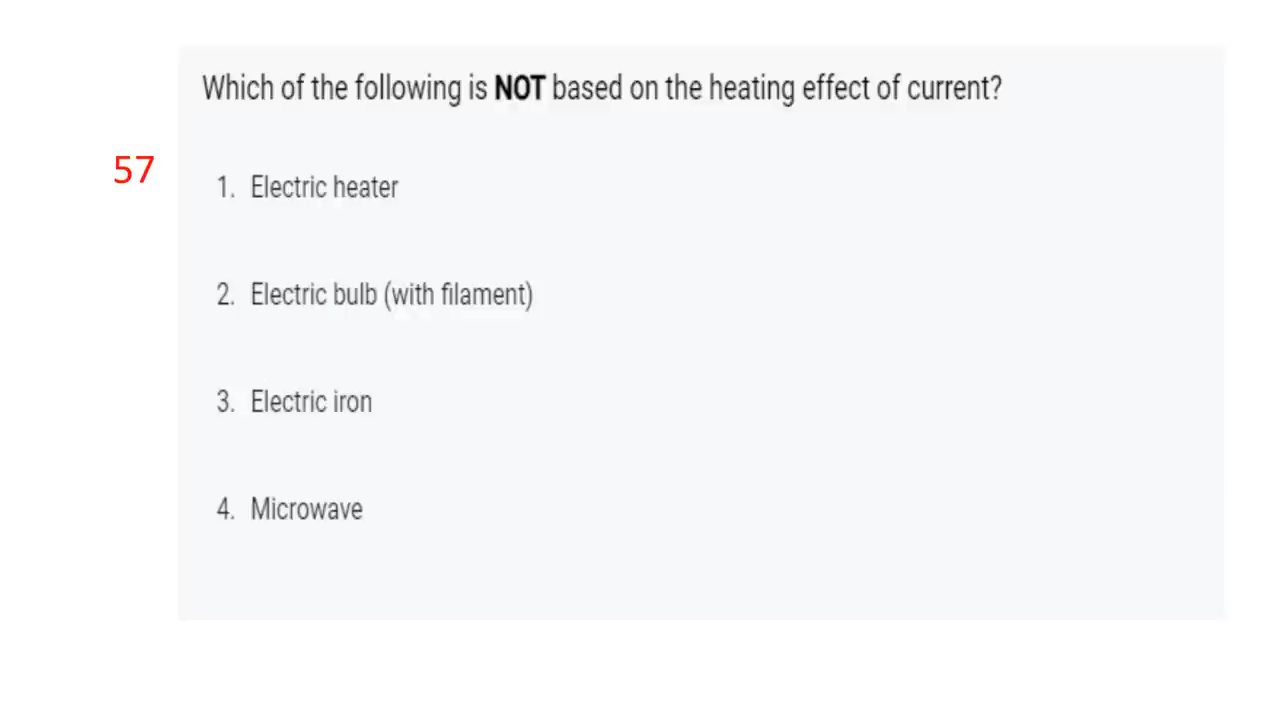 Which of the following is NOT based on the heating effect of current?
57
1. Electric heater
2. Electric bulb (with filament)
3. Electric iron
4. Microwave